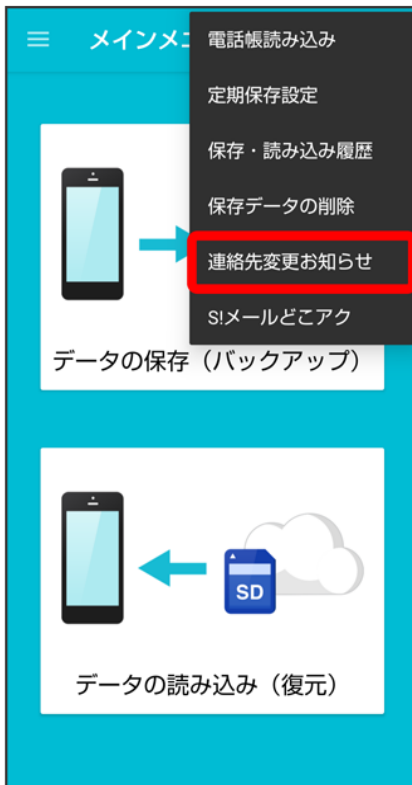 メインメニ
電話帳読み込み
定期保存設定
保存・読み込み履歴
保存データの削除
連絡先変更お知らせ
S!メールどこアク
データの保存（バックアップ）
SD
データの読み込み（復元）